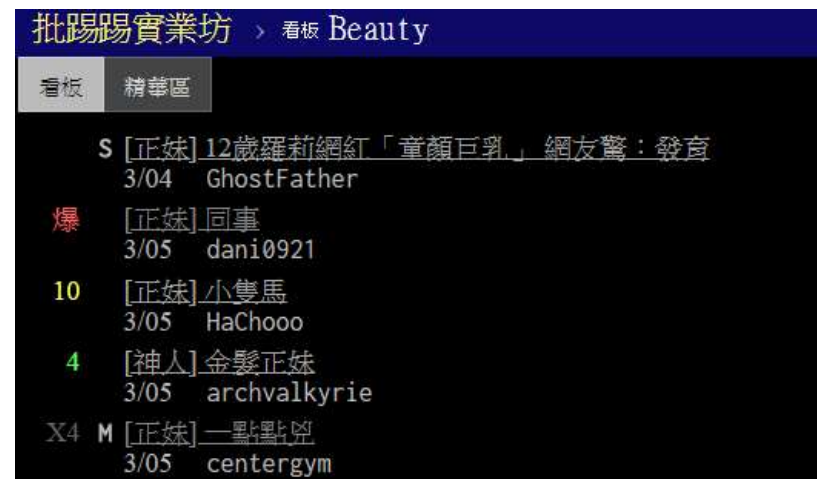 批踢踢實業坊 › 看板 Beauty
看板 精華區
S [正妹] 12歲羅莉網紅「童顏巨乳」 網友驚：發育
3/04 GhostFather
爆 [正妹] 同事
3/05 dani0921
10 [正妹] 小隻馬
3/05 HaChooo
4 [神人] 金髮正妹
3/05 archvalkyrie
X4 M [正妹] 一點點兇
3/05 centergym